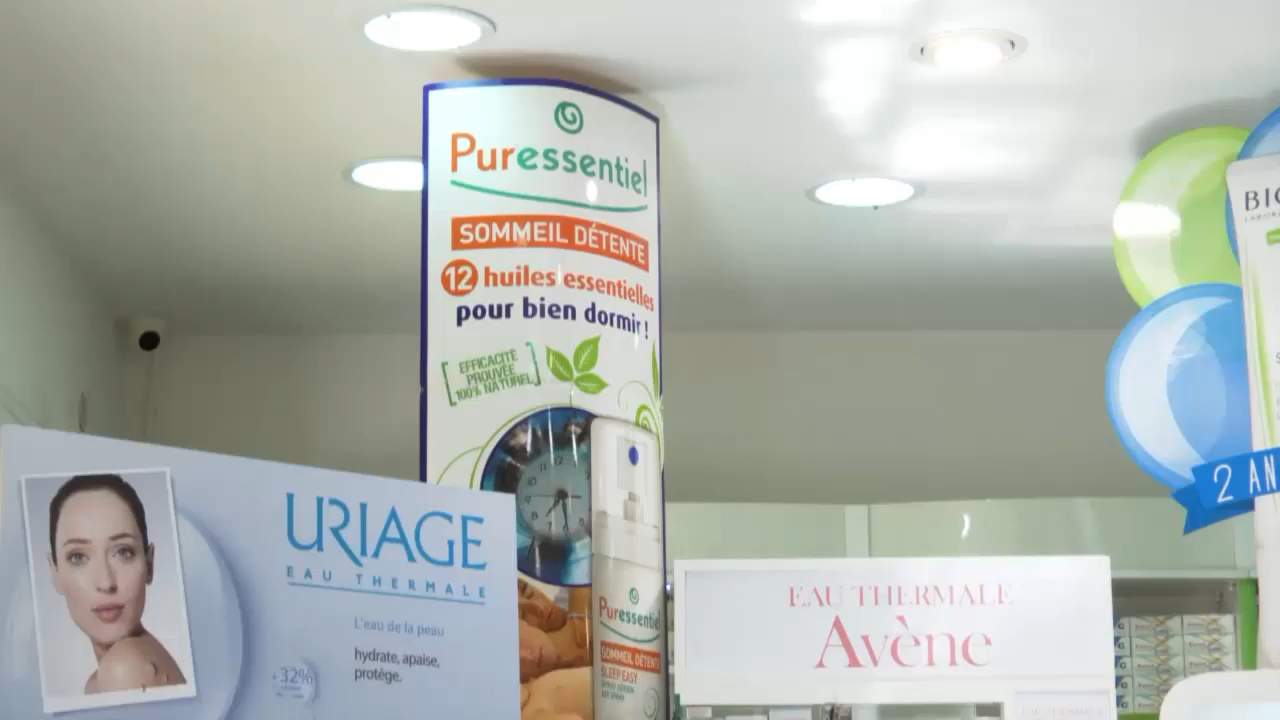 Puressentiel
SOMMEIL DÉTENTE
12 huiles essentielles
pour bien dormir !
EFFICACITÉ
PROUVÉE
100% NATUREL
URIAGE
EAU THERMALE
L'eau de la peau
hydrate, apaise,
protège.
+32%
Puressentiel
SOMMEIL DÉTENTE
SLEEP EASY
EAU THERMALE
Avène
2 AN